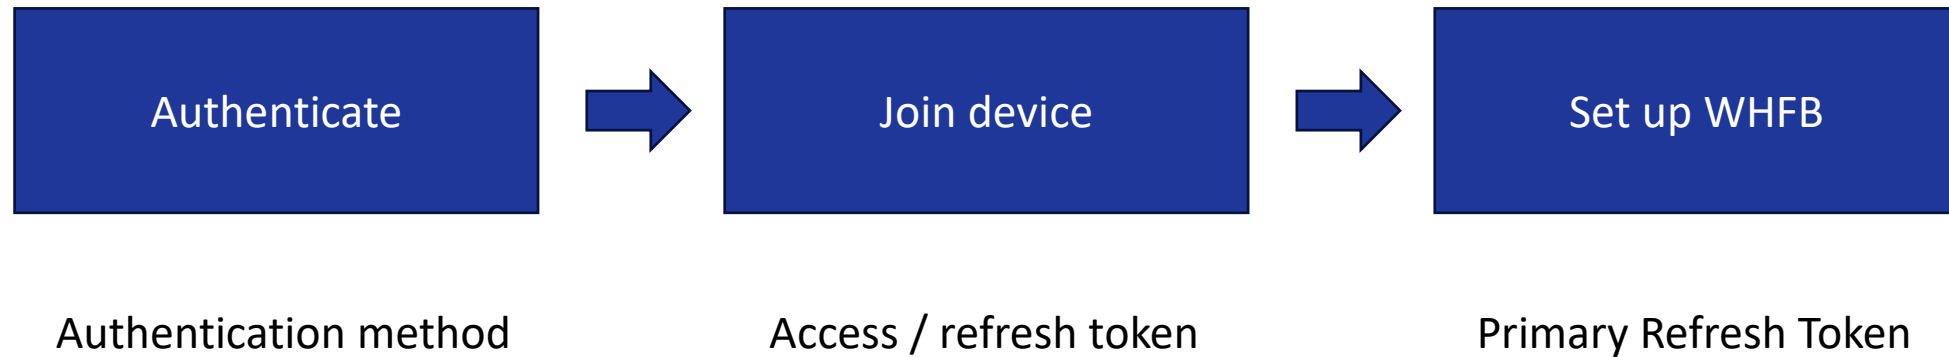 Authenticate
Join device
Set up WHFB
Authentication method
Access / refresh token
Primary Refresh Token